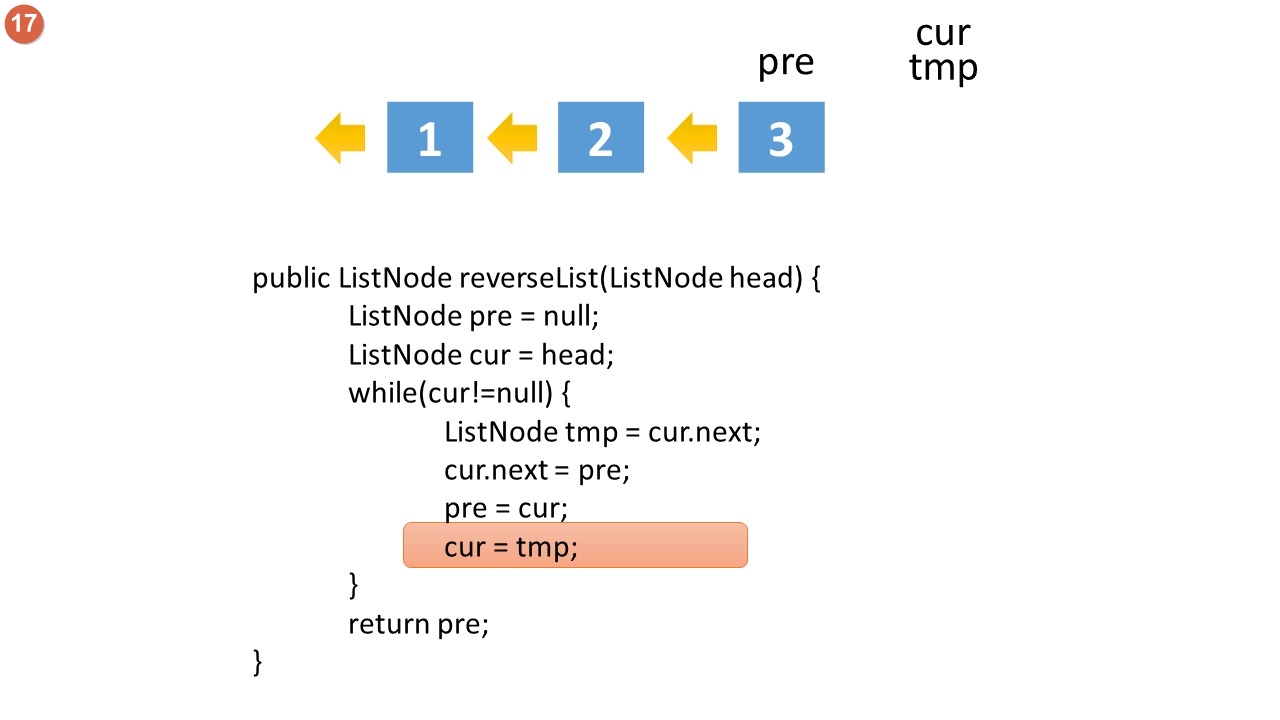 17
cur
pre
tmp
1
2
3
public ListNode reverseList(ListNode head) {
ListNode pre = null;
ListNode cur = head;
while(cur!=null) {
ListNode tmp = cur.next;
cur.next = pre;
pre = cur;
cur = tmp;
}
return pre;
}